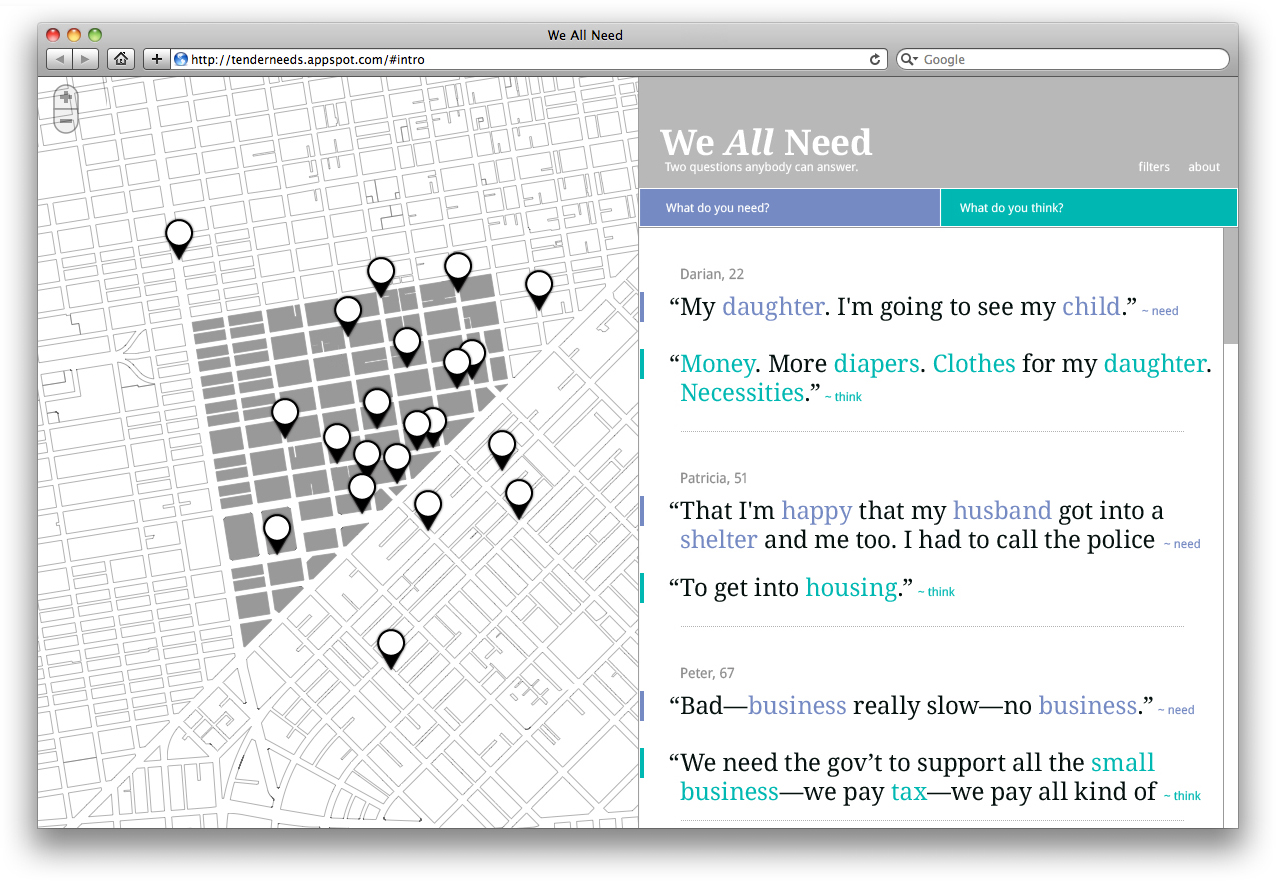 We All Need
http://tenderneeds.appspot.com/#intro
Google
We All Need
Two questions anybody can answer.
filters about
What do you need?
What do you think?
Darian, 22
“My daughter. I'm going to see my child.” ~ need
“Money. More diapers. Clothes for my daughter.
Necessities.” ~ think
Patricia, 51
“That I'm happy that my husband got into a
shelter and me too. I had to call the police ~ need
“To get into housing.” ~ think
Peter, 67
“Bad—business really slow—no business.” ~ need
“We need the gov’t to support all the small
business—we pay tax—we pay all kind of ~ think